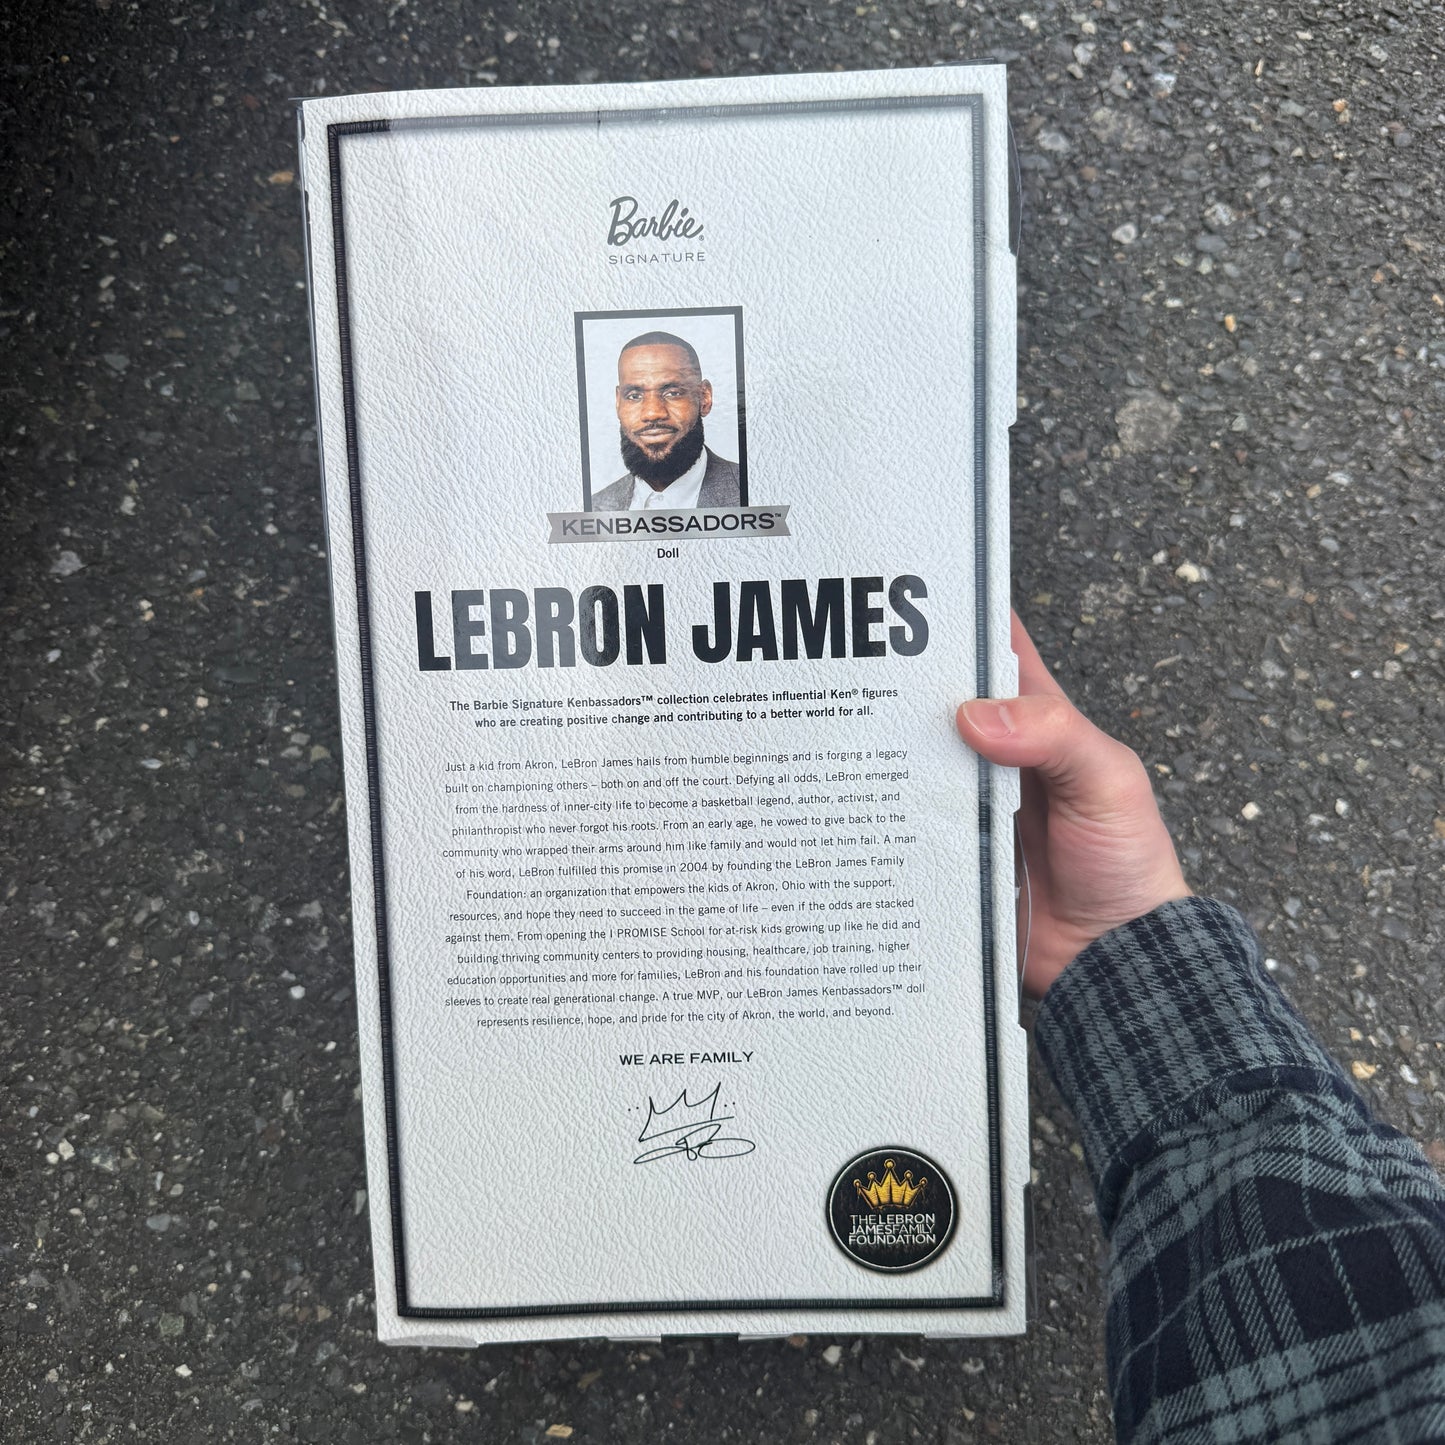 Barbie®
SIGNATURE
KENBASSADORS™
Doll
LEBRON JAMES
The Barbie Signature Kenbassadors™ collection celebrates influential Ken® figures
who are creating positive change and contributing to a better world for all.
Just a kid from Akron, LeBron James hails from humble beginnings and is forging a legacy
built on championing others – both on and off the court. Defying all odds, LeBron emerged
from the hardness of inner-city life to become a basketball legend, author, activist, and
philanthropist who never forgot his roots. From an early age, he vowed to give back to the
community who wrapped their arms around him like family and would not let him fail. A man
of his word, LeBron fulfilled this promise in 2004 by founding the LeBron James Family
Foundation: an organization that empowers the kids of Akron, Ohio with the support,
resources, and hope they need to succeed in the game of life – even if the odds are stacked
against them. From opening the I PROMISE School for at-risk kids growing up like he did and
building thriving community centers to providing housing, healthcare, job training, higher
education opportunities and more for families, LeBron and his foundation have rolled up their
sleeves to create real generational change. A true MVP, our LeBron James Kenbassadors™ doll
represents resilience, hope, and pride for the city of Akron, the world, and beyond.
WE ARE FAMILY
THE LEBRON
JAMES FAMILY
FOUNDATION